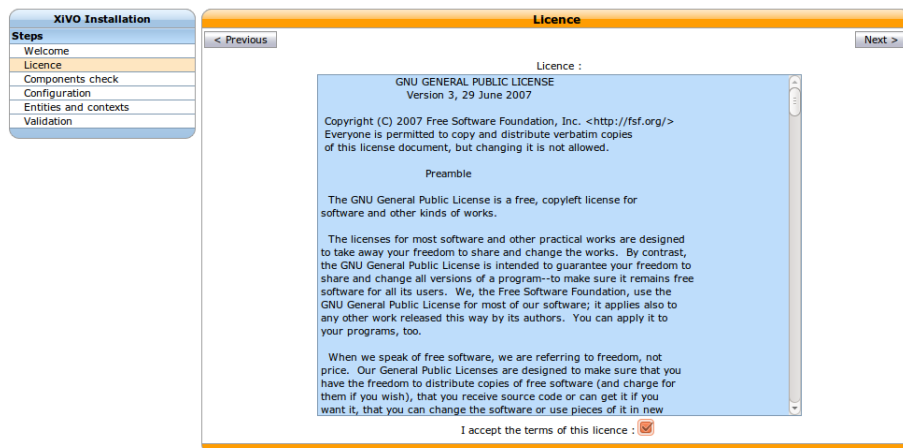 XiVO Installation
Steps
Welcome
Licence
Components check
Configuration
Entities and contexts
Validation
Licence
< Previous
Next >
Licence :
GNU GENERAL PUBLIC LICENSE
Version 3, 29 June 2007
Copyright (C) 2007 Free Software Foundation, Inc. <http://fsf.org/>
Everyone is permitted to copy and distribute verbatim copies
of this license document, but changing it is not allowed.
Preamble
The GNU General Public License is a free, copyleft license for
software and other kinds of works.
The licenses for most software and other practical works are designed
to take away your freedom to share and change the works.  By contrast,
the GNU General Public License is intended to guarantee your freedom to
share and change all versions of a program--to make sure it remains free
software for all its users.  We, the Free Software Foundation, use the
GNU General Public License for most of our software; it applies also to
any other work released this way by its authors.  You can apply it to
your programs, too.
When we speak of free software, we are referring to freedom, not
price.  Our General Public Licenses are designed to make sure that you
have the freedom to distribute copies of free software (and charge for
them if you wish), that you receive source code or can get it if you
want it, that you can change the software or use pieces of it in new
I accept the terms of this licence :